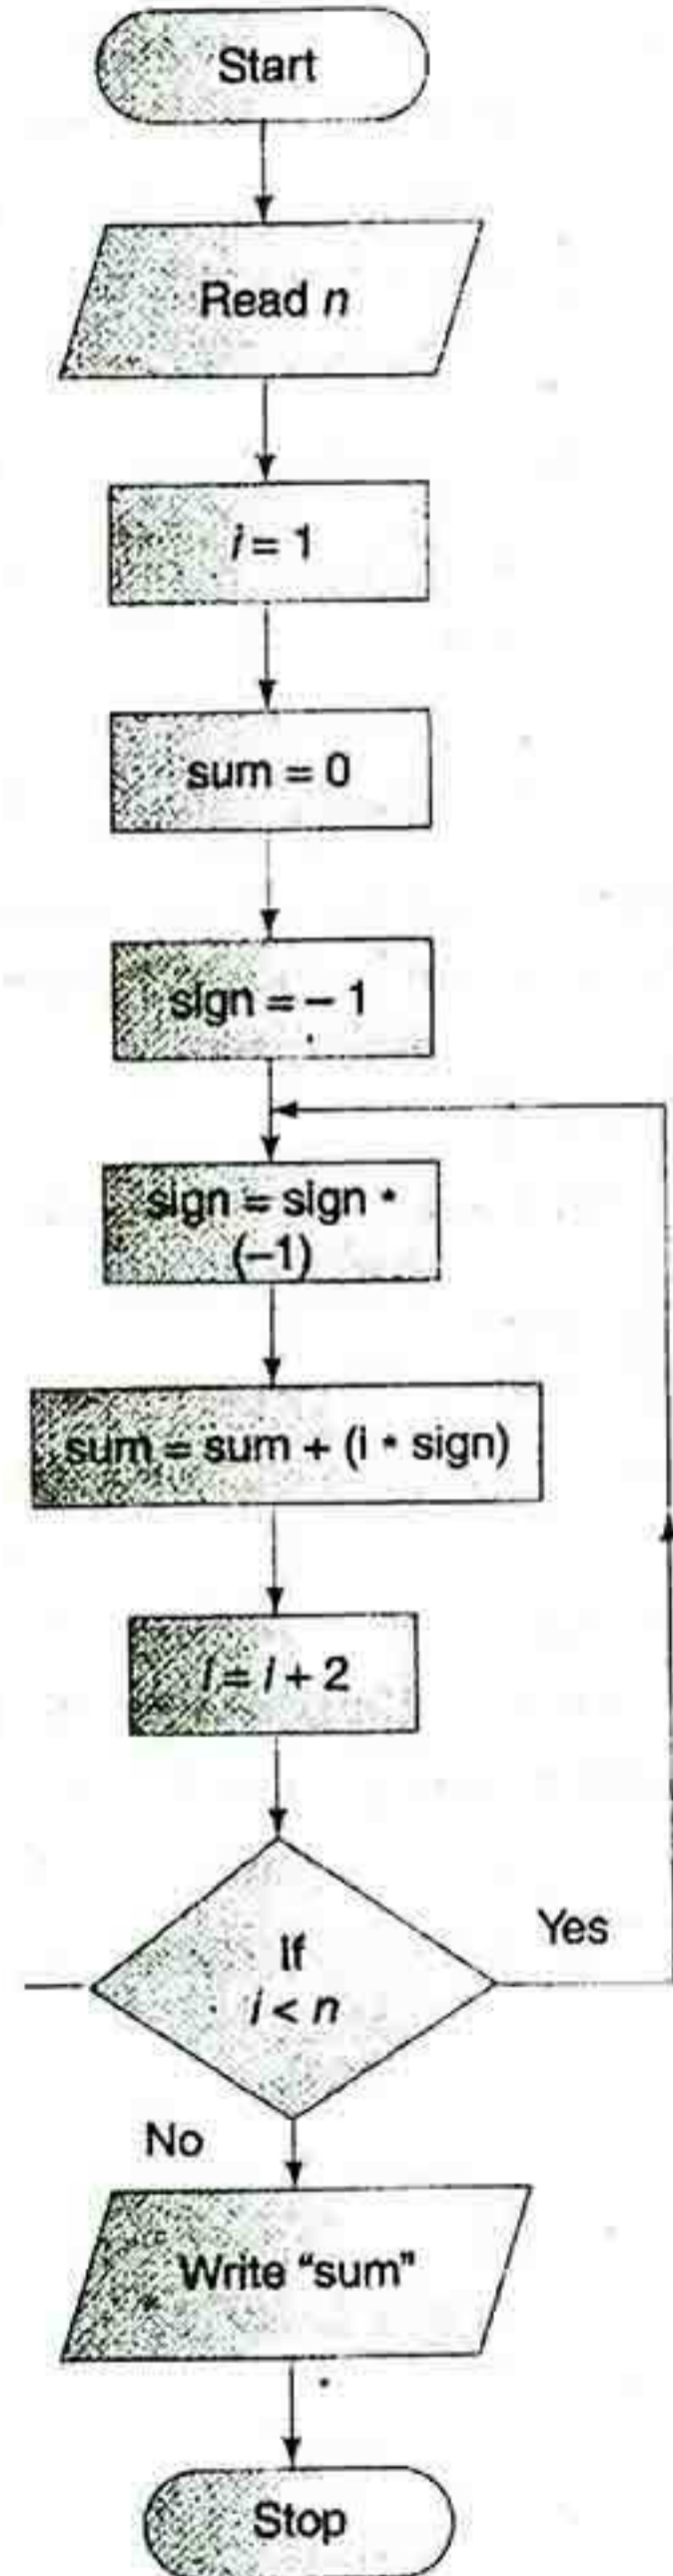 Start
Read n
i = 1
sum = 0
sign = – 1
sign = sign *
(–1)
sum = sum + (i * sign)
i = i + 2
If
i < n
Yes
No
Write “sum”
Stop